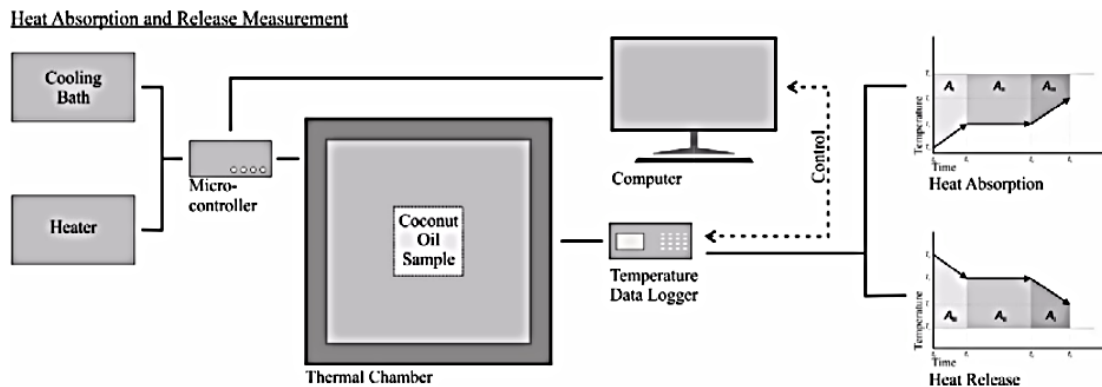 Heat Absorption and Release Measurement
Cooling
Bath
Heater
Micro-
controller
Coconut
Oil
Sample
Thermal Chamber
Computer
Control
Temperature
Data Logger
Temperature
Time
Heat Absorption
Temperature
Time
Heat Release